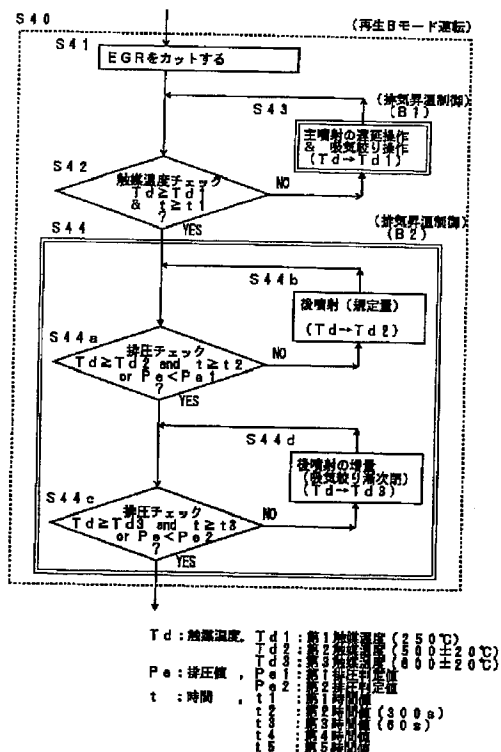 S40
(再生Bモード運転)
S41
EGRをカットする
S43
(排気昇温制御)
(B1)
主噴射の遅延操作
& 吸気絞り操作
(Td→Td1)
S42
触媒温度チェック
Td≧Td1
& t≧t1
?
NO
YES
(排気昇温制御)
(B2)
S44
S44b
後噴射(規定量)
(Td→Td2)
S44a
排圧チェック
Td≧Td2 and t≧t2
or Pe<Pe1
?
NO
YES
S44d
後噴射の増量
(吸気絞り漸次閉)
(Td→Td3)
S44c
排圧チェック
Td≧Td3 and t≧t3
or Pe<Pe2
?
NO
YES
Td:触媒温度, Td1:第1触媒温度(250℃)
Td2:第2触媒温度(500±20℃)
Td3:第3触媒温度(600±20℃)
Pe:排圧値, Pe1:第1排圧判定値
Pe2:第2排圧判定値
t:時間, t1:第1時間値
t2:第2時間値(300s)
t3:第3時間値(60s)
t4:第4時間値
t5:第5時間値